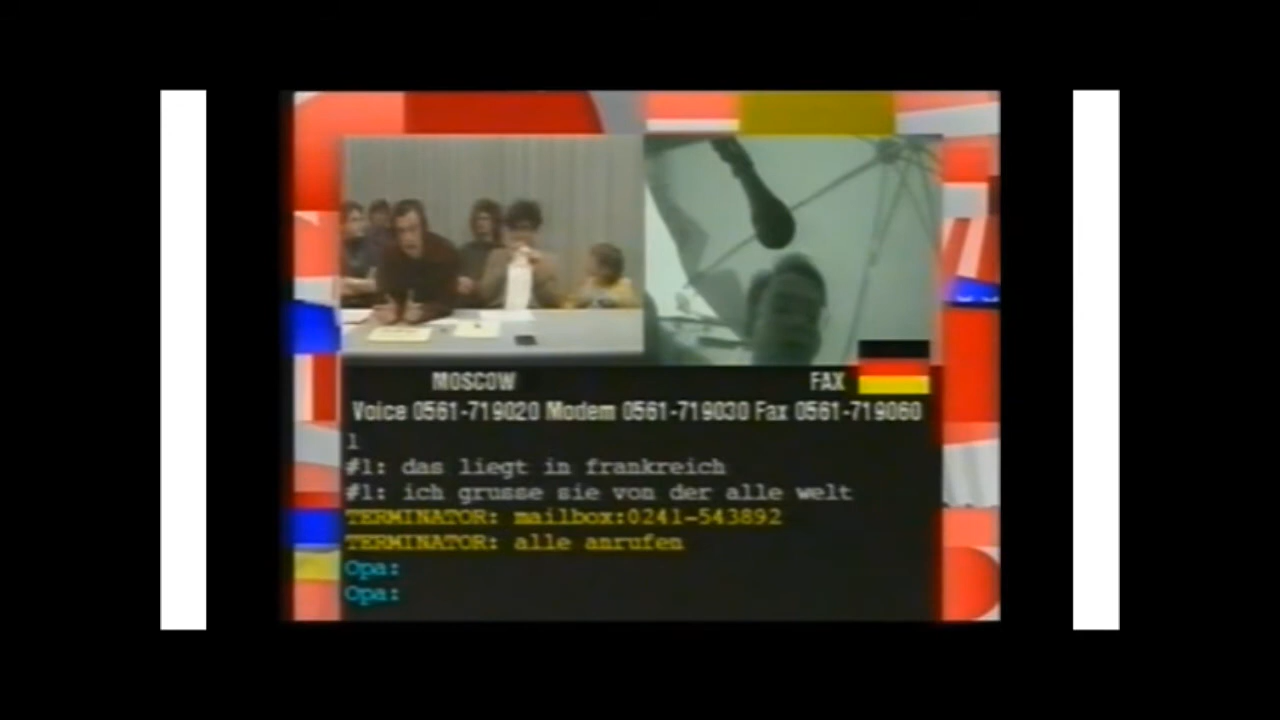 MOSCOW FAX
Voice 0561-719020 Modem 0561-719030 Fax 0561-719060
l
#1: das liegt in frankreich
#1: ich grusse sie von der alle welt
TERMINATOR: mailbox:0241-543892
TERMINATOR: alle anrufen
Opa:
Opa: